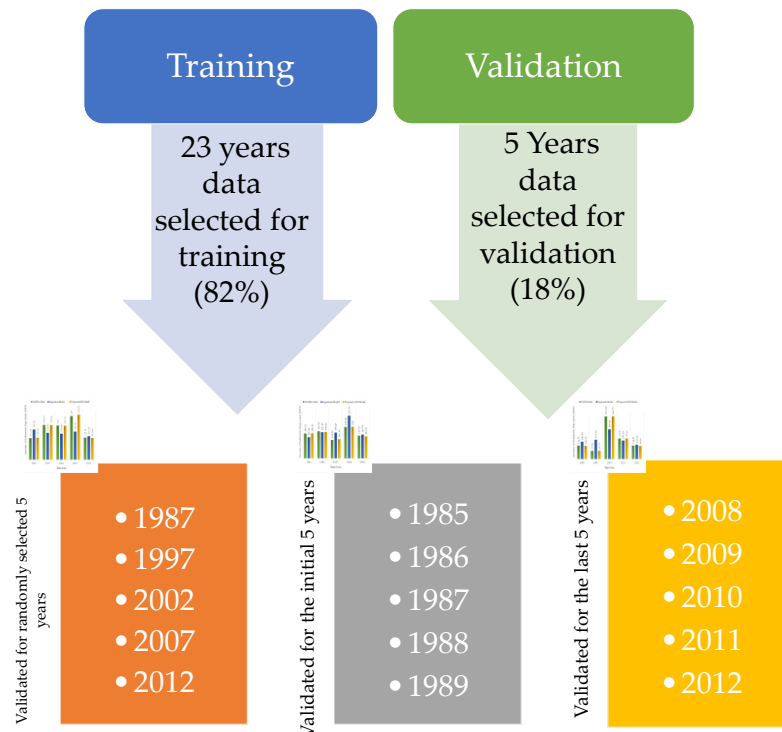 Training
Validation
23 years
data
selected for
training
(82%)
5 Years
data
selected for
validation
(18%)
Validated for randomly selected 5
years
• 1987
• 1997
• 2002
• 2007
• 2012
Validated for the initial 5 years
• 1985
• 1986
• 1987
• 1988
• 1989
Validated for the last 5 years
• 2008
• 2009
• 2010
• 2011
• 2012